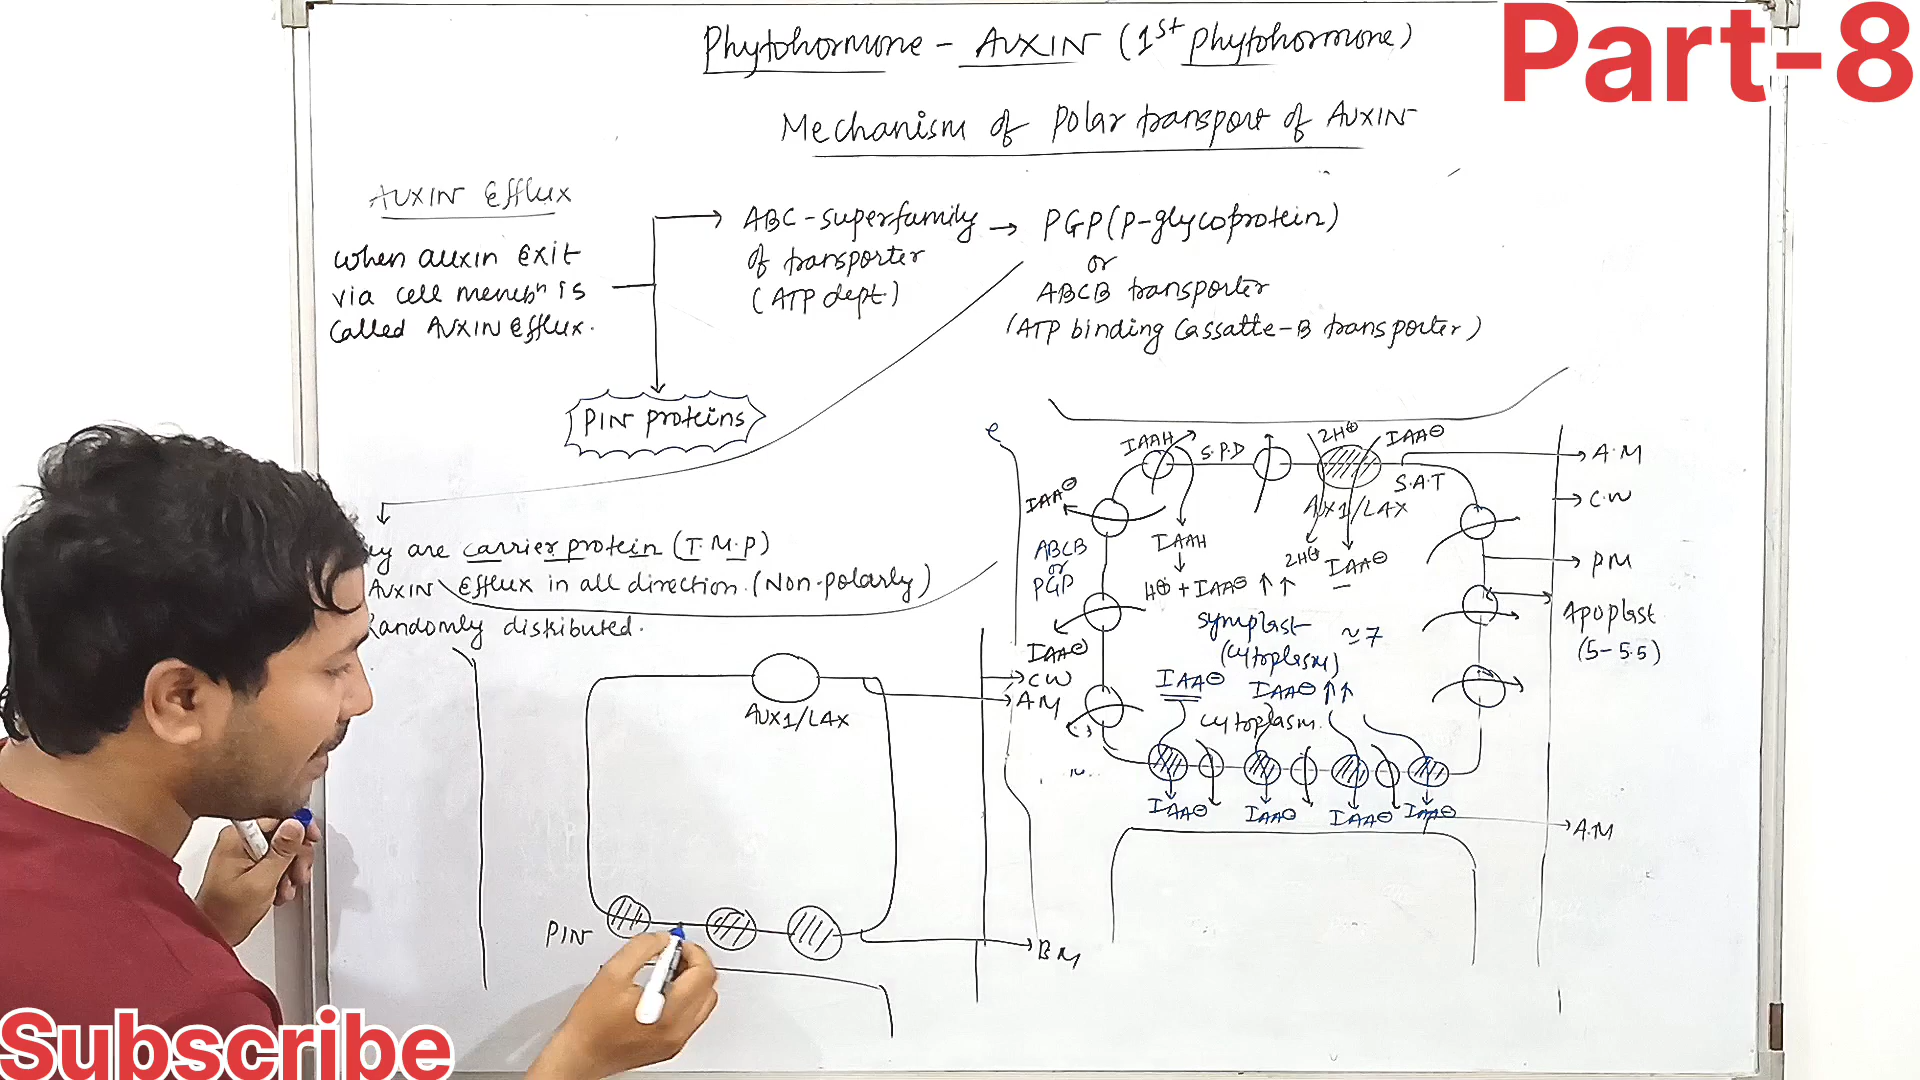 Part-8
Phytohormone - AUXIN (1st phytohormone)
Mechanism of Polar transport of AUXIN
AUXIN Efflux
when auxin exit
via cell membn is
called AUXIN Efflux.
ABC - superfamily
of transporter
(ATP dept.)
PGP (P-glycoprotein)
or
ABCB transporter
(ATP binding Cassatte-B transporter)
PIN proteins
ey are carrier protein (T.M.P)
AUXIN Efflux in all direction. (Non-polarly)
Randomly distributed.
AUX1/LAX
PIN
CW
AM
BM
e
IAAH
S.P.D
2H⊕
IAA⊖
A.M
S.A.T
C.W
IAA⊖
AUX1/LAX
ABCB
or
PGP
IAAH
2H⊕
IAA⊖
PM
H⊕ + IAA⊖ ↑↑
Symplast
≃7
(cytoplasm)
Apoplast
(5-5.5)
IAA⊖
IAA⊖
IAA⊖ ↑↑
cytoplasm.
IAA⊖
IAA⊖
IAA⊖
IAA⊖
A.M
Subscribe